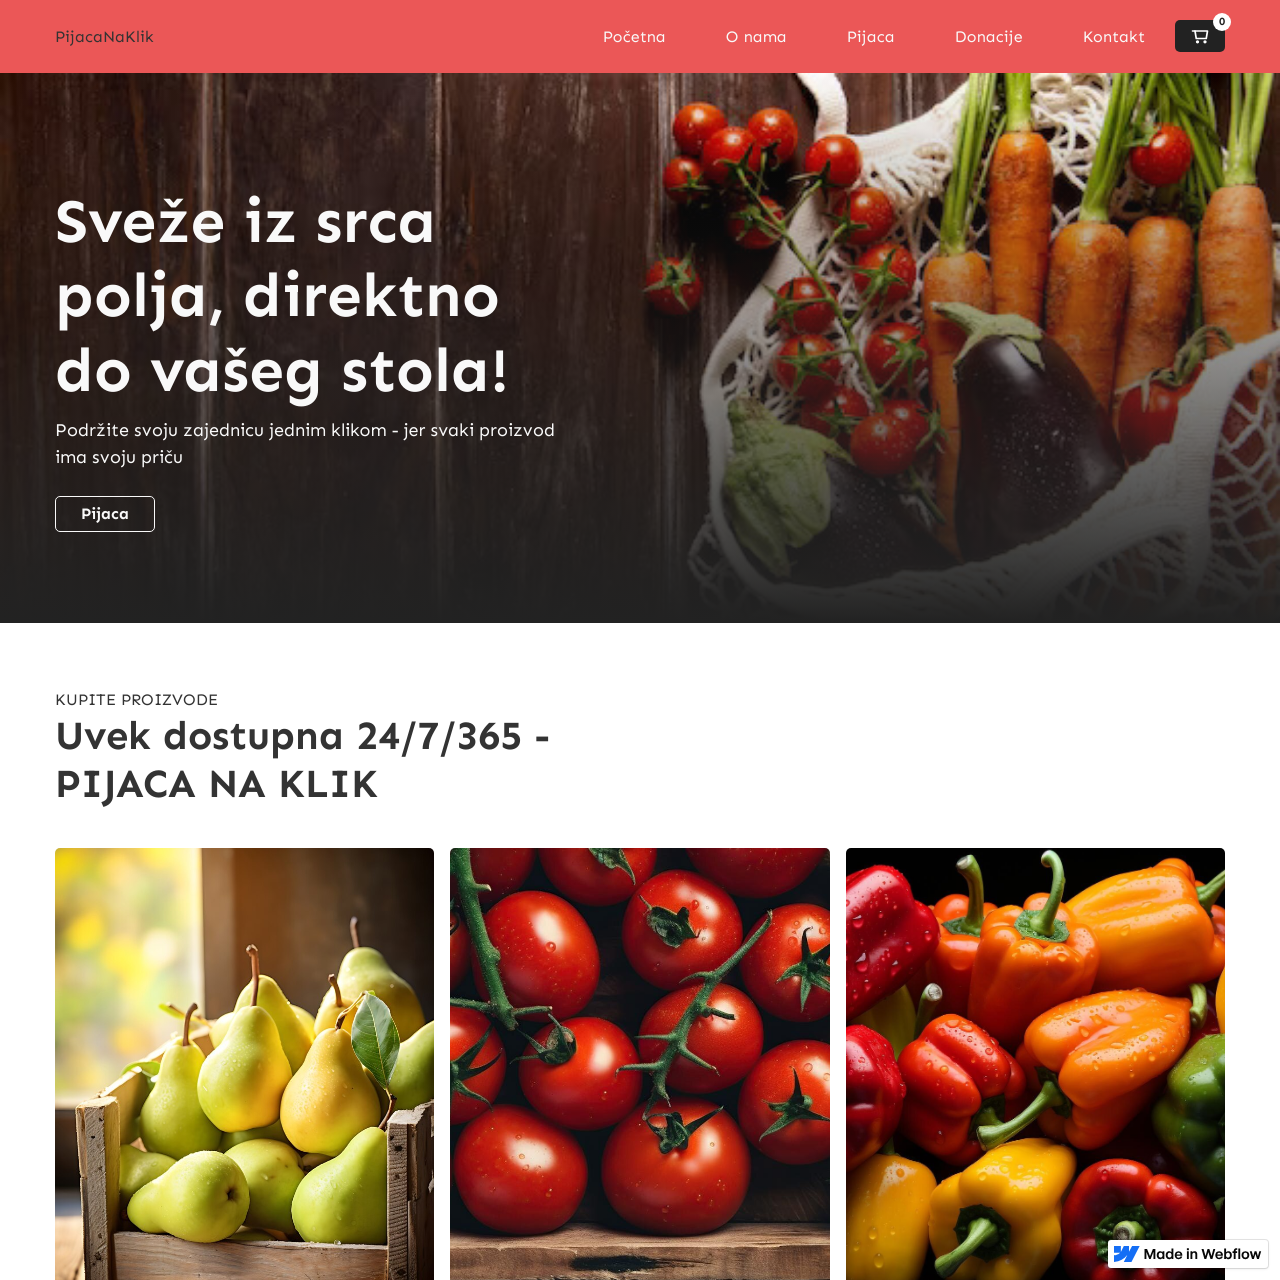 PijacaNaKlik
Početna
O nama
Pijaca
Donacije
Kontakt
0
Sveže iz srca
polja, direktno
do vašeg stola!
Podržite svoju zajednicu jednim klikom - jer svaki proizvod
ima svoju priču
Pijaca
KUPITE PROIZVODE
Uvek dostupna 24/7/365 -
PIJACA NA KLIK
Made in Webflow